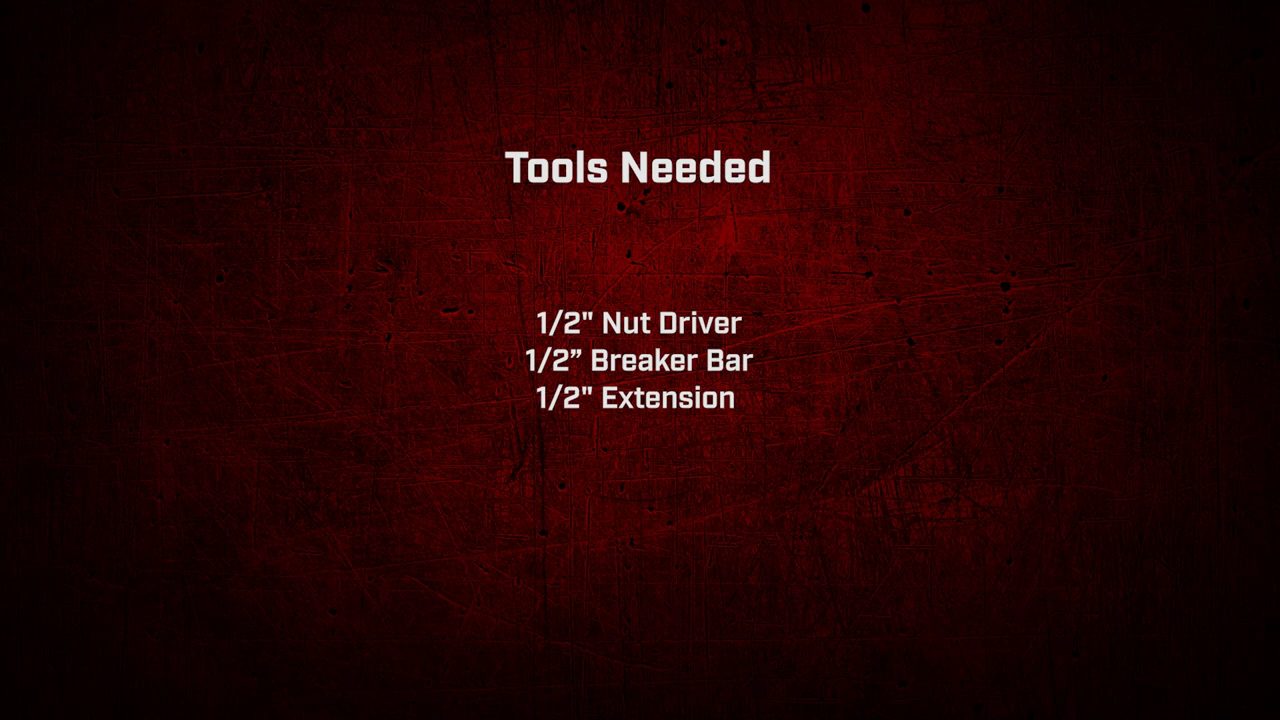 Tools Needed
1/2" Nut Driver
1/2” Breaker Bar
1/2" Extension